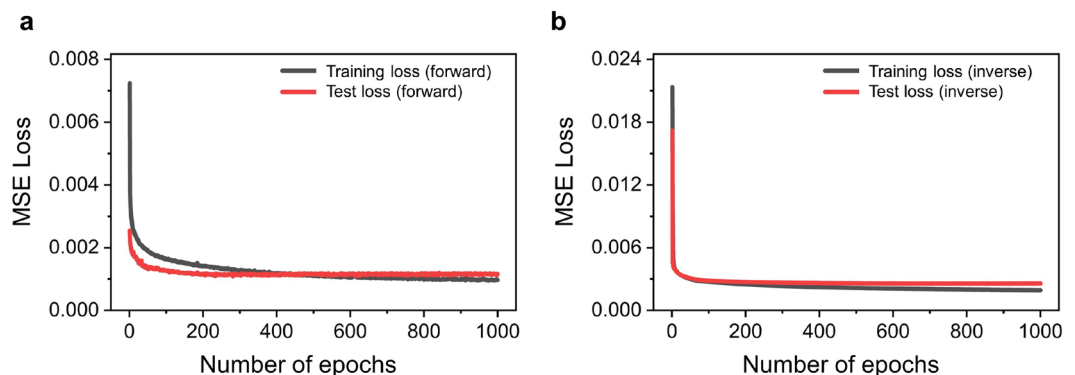 a
MSE Loss
0.008
0.006
0.004
0.002
0.000
Training loss (forward)
Test loss (forward)
0 200 400 600 800 1000
Number of epochs
b
MSE Loss
0.024
0.018
0.012
0.006
0.000
Training loss (inverse)
Test loss (inverse)
0 200 400 600 800 1000
Number of epochs